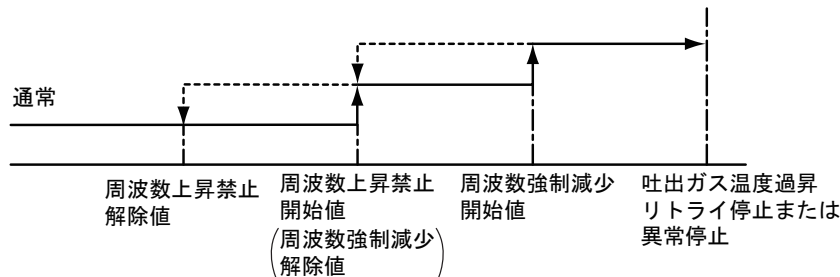 通常
周波数上昇禁止
解除値
周波数上昇禁止
開始値
(周波数強制減少
解除値)
周波数強制減少
開始値
吐出ガス温度過昇
リトライ停止または
異常停止